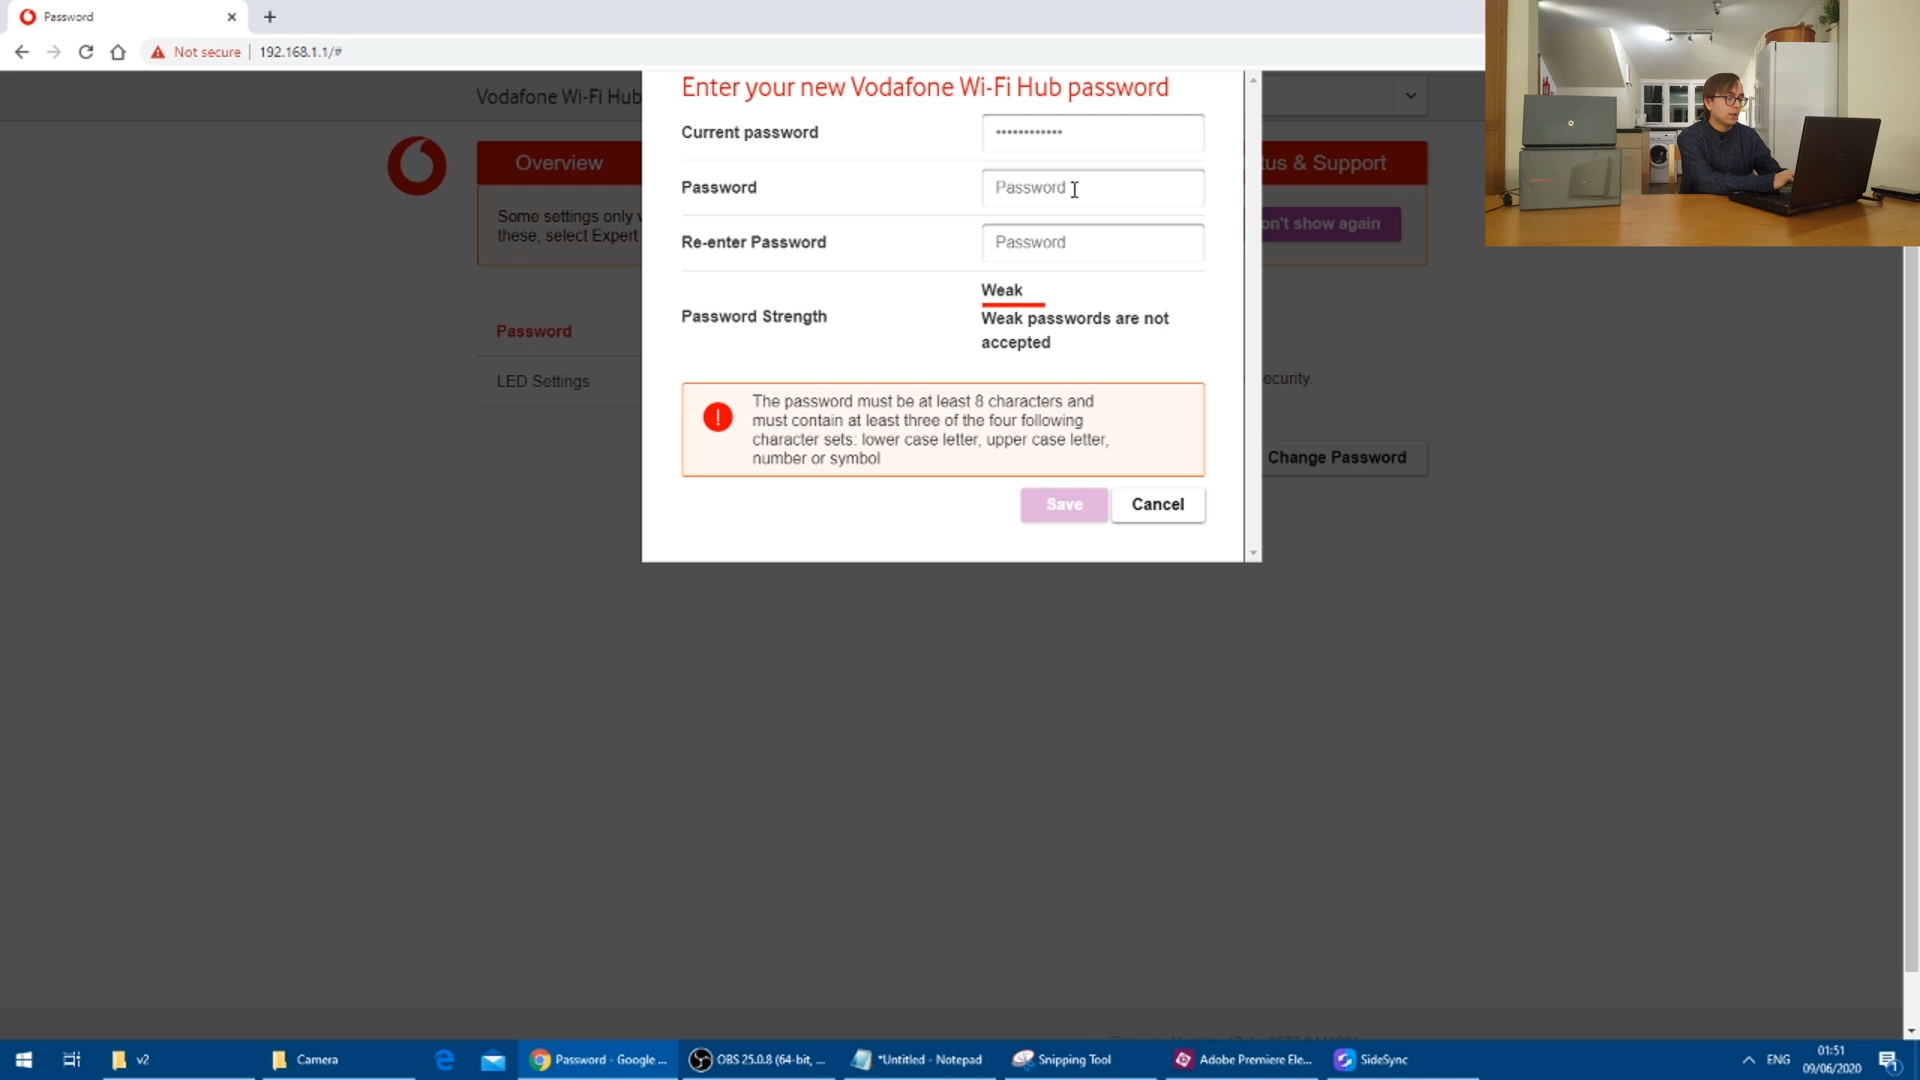 Password
Not secure
192.168.1.1/#
Enter your new Vodafone Wi-Fi Hub password
Vodafone Wi-Fi Hub
Current password
••••••••••••
Overview
tus & Support
Password
Password
Some settings only
these, select Expert
on't show again
Re-enter Password
Password
Weak
Password Strength
Weak passwords are not
accepted
Password
LED Settings
ecurity.
The password must be at least 8 characters and
must contain at least three of the four following
character sets: lower case letter, upper case letter,
number or symbol
Change Password
Save
Cancel
v2
Camera
Password - Google ...
OBS 25.0.8 (64-bit, ...
*Untitled - Notepad
Snipping Tool
Adobe Premiere Ele...
SideSync
ENG
01:51
09/06/2020
1